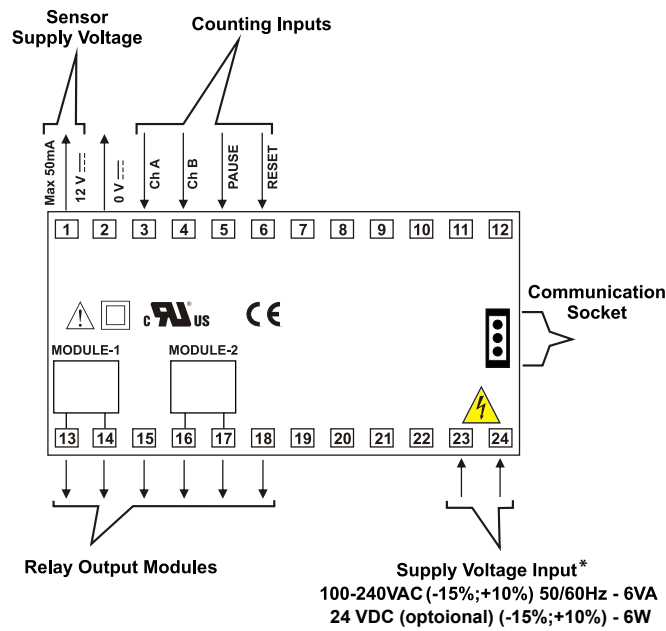 Sensor
Supply Voltage
Counting Inputs
Max 50mA
12 V
0 V
Ch A
Ch B
PAUSE
RESET
1 2 3 4 5 6 7 8 9 10 11 12
Communication
Socket
c RU US CE
MODULE-1 MODULE-2
13 14 15 16 17 18 19 20 21 22 23 24
Relay Output Modules
Supply Voltage Input*
100-240VAC (-15%;+10%) 50/60Hz - 6VA
24 VDC (optoional) (-15%;+10%) - 6W